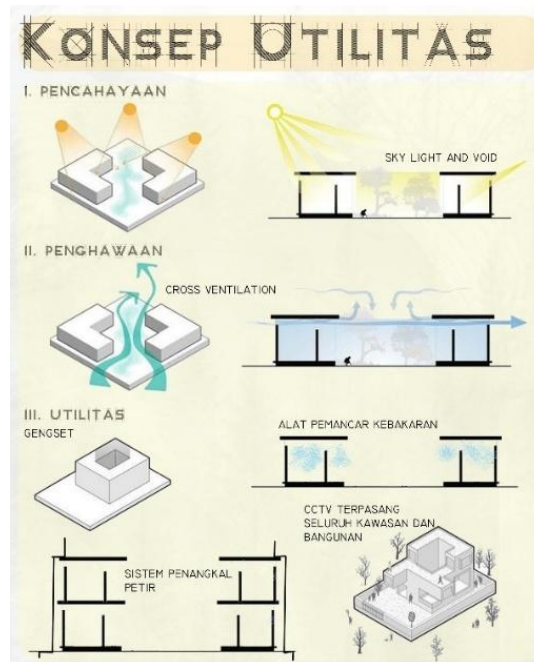 KONSEP UTILITAS
I. PENCAHAYAAN
SKY LIGHT AND VOID
II. PENGHAWAAN
CROSS VENTILATION
III. UTILITAS
GENGSET
ALAT PEMANCAR KEBAKARAN
CCTV TERPASANG
SELURUH KAWASAN DAN
BANGUNAN
SISTEM PENANGKAL
PETIR